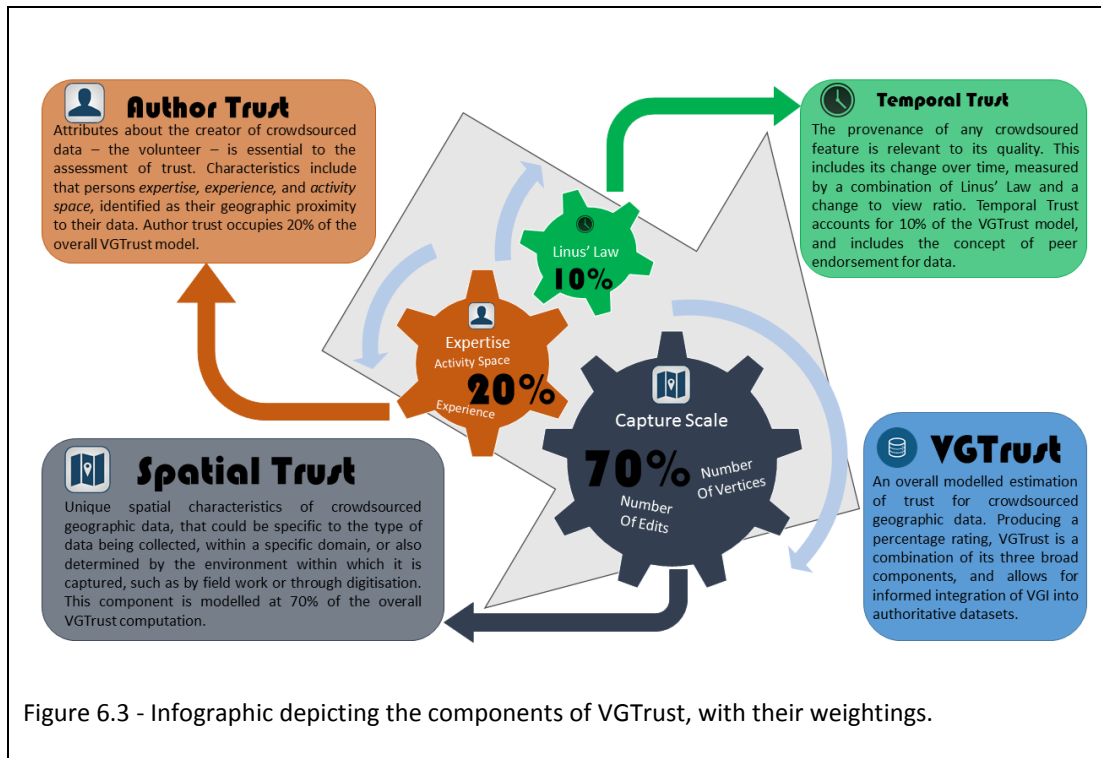 Author Trust
Attributes about the creator of crowdsourced
data – the volunteer – is essential to the
assessment of trust. Characteristics include
that persons expertise, experience, and activity
space, identified as their geographic proximity
to their data. Author trust occupies 20% of the
overall VGTrust model.
Temporal Trust
The provenance of any crowdsoured
feature is relevant to its quality. This
includes its change over time, measured
by a combination of Linus’ Law and a
change to view ratio. Temporal Trust
accounts for 10% of the VGTrust model,
and includes the concept of peer
endorsement for data.
Linus’ Law
10%
Expertise
Activity Space
20%
Experience
Capture Scale
70%
Number
Of Vertices
Number
Of Edits
Spatial Trust
Unique spatial characteristics of crowdsourced
geographic data, that could be specific to the type of
data being collected, within a specific domain, or also
determined by the environment within which it is
captured, such as by field work or through digitisation.
This component is modelled at 70% of the overall
VGTrust computation.
VGTrust
An overall modelled estimation
of trust for crowdsourced
geographic data. Producing a
percentage rating, VGTrust is a
combination of its three broad
components, and allows for
informed integration of VGI into
authoritative datasets.
Figure 6.3 - Infographic depicting the components of VGTrust, with their weightings.